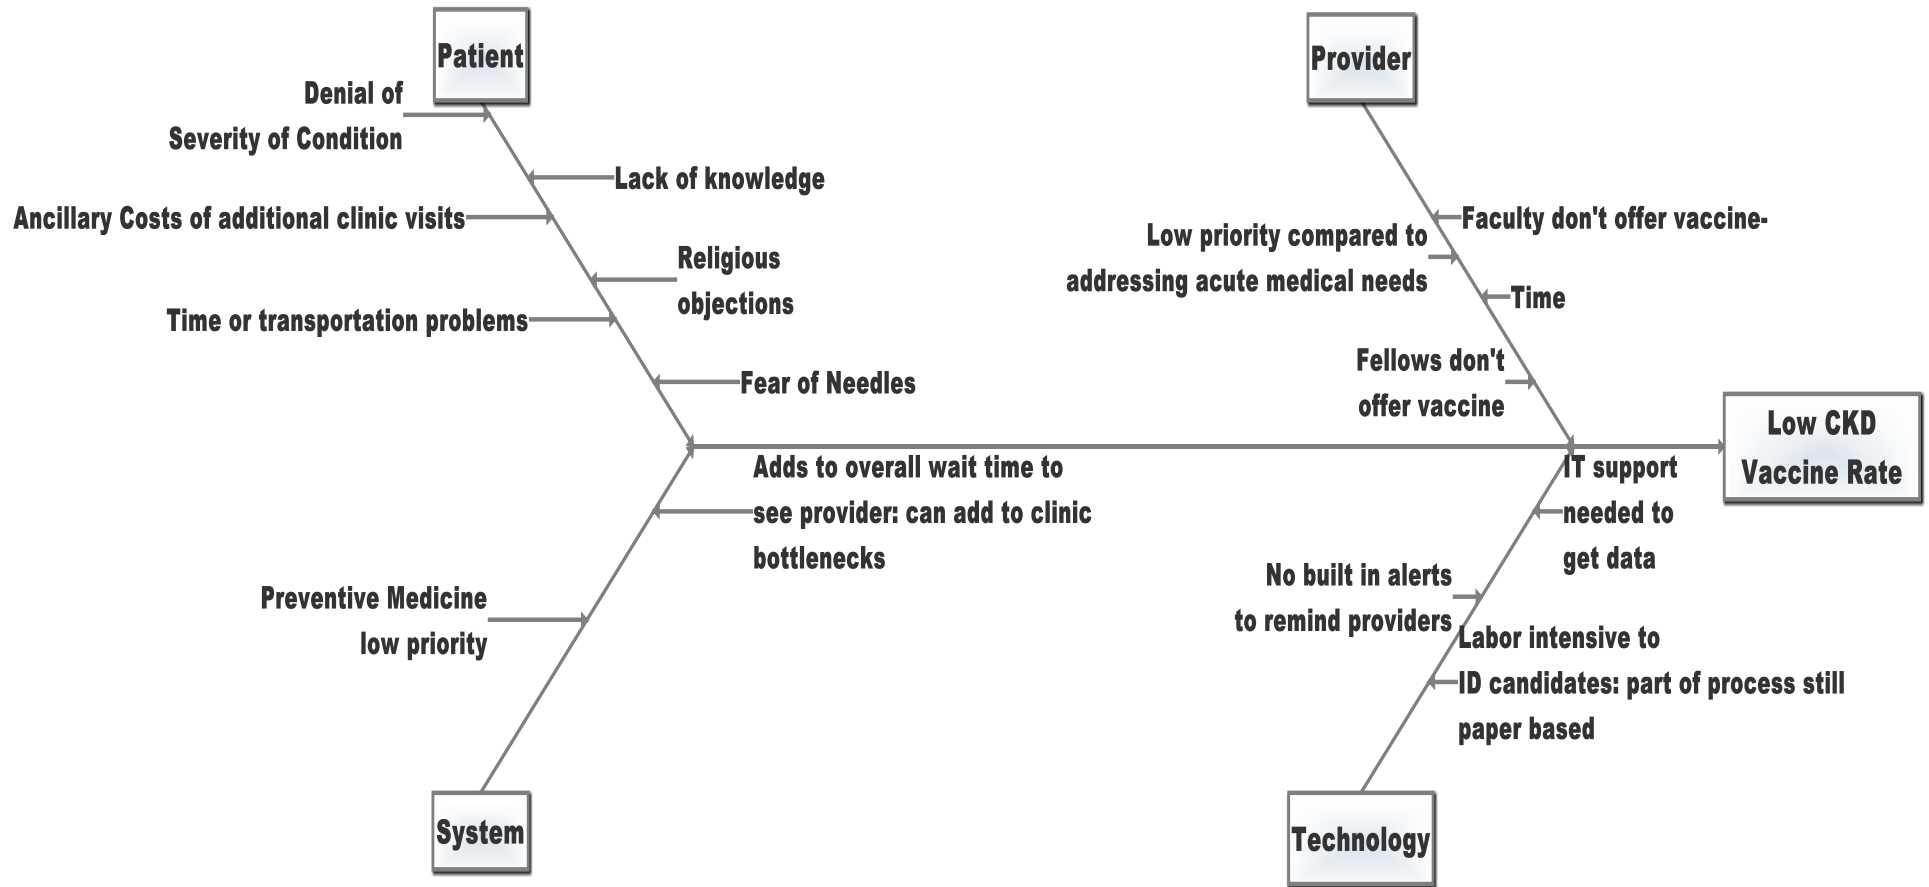 Patient
Provider
Denial of
Severity of Condition
Lack of knowledge
Ancillary Costs of additional clinic visits
Religious
objections
Time or transportation problems
Fear of Needles
Faculty don't offer vaccine-
Low priority compared to
addressing acute medical needs
Time
Fellows don't
offer vaccine
Low CKD
Vaccine Rate
Adds to overall wait time to
see provider: can add to clinic
bottlenecks
Preventive Medicine
low priority
IT support
needed to
get data
No built in alerts
to remind providers
Labor intensive to
ID candidates: part of process still
paper based
System
Technology